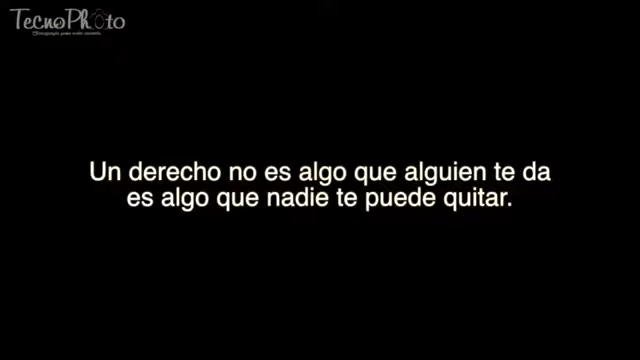 TecnoPhoto
Un derecho no es algo que alguien te da
es algo que nadie te puede quitar.